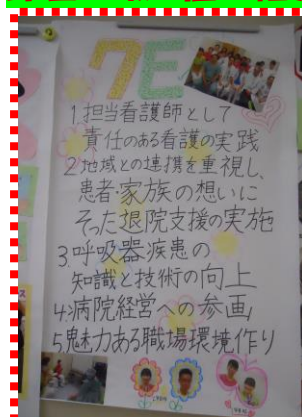 7E
1.担当看護師として
責任のある看護の実践
2.地域との連携を重視し、
患者・家族の想いに
そった退院支援の実施
3.呼吸器疾患の
知識と技術の向上
4.病院経営への参画
5.魅力ある職場環境作り